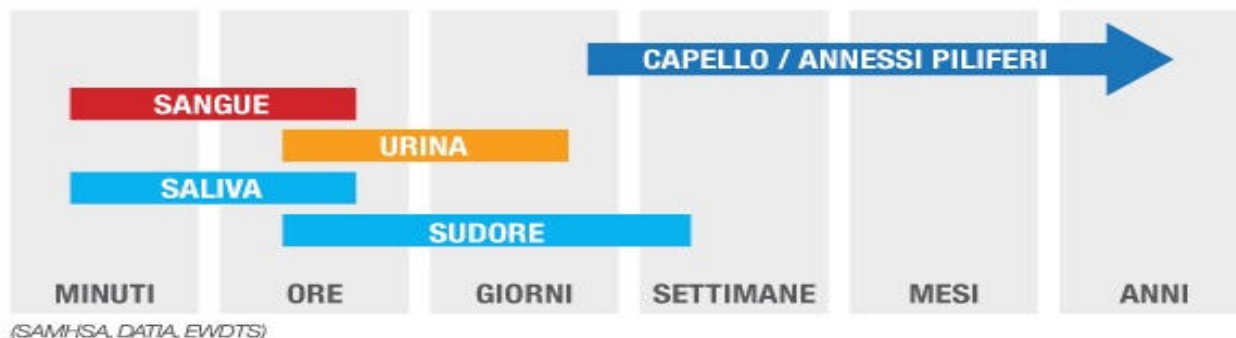 CAPELLO / ANNESSI PILIFERI
SANGUE
URINA
SALIVA
SUDORE
MINUTI ORE GIORNI SETTIMANE MESI ANNI
(SAMHSA, DATIA, EWDTS)